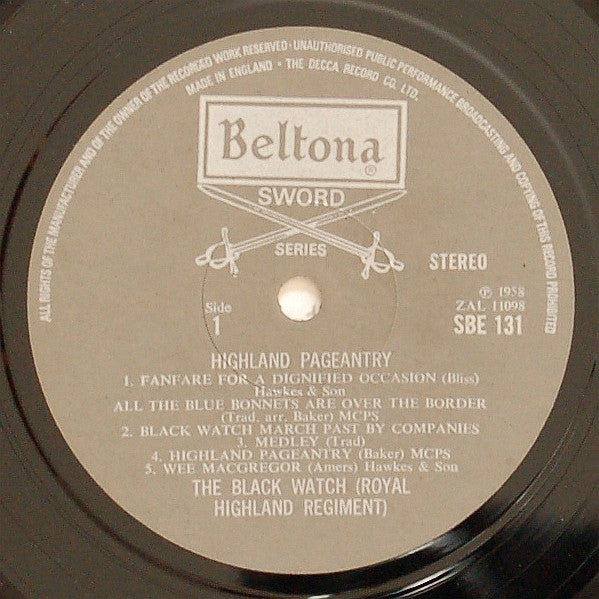 ALL RIGHTS OF THE MANUFACTURER AND OF THE OWNER OF THE RECORDED WORK RESERVED · UNAUTHORISED PUBLIC PERFORMANCE BROADCASTING AND COPYING OF THIS RECORD PROHIBITED
MADE IN ENGLAND · THE DECCA RECORD CO. LTD.
Beltona®
SWORD
SERIES
STEREO
Side
1
℗ 1958
ZAL 11098
SBE 131
HIGHLAND PAGEANTRY
1. FANFARE FOR A DIGNIFIED OCCASION (Bliss)
Hawkes & Son
ALL THE BLUE BONNETS ARE OVER THE BORDER
(Trad. arr. Baker) MCPS
2. BLACK WATCH MARCH PAST BY COMPANIES
3. MEDLEY (Trad)
4. HIGHLAND PAGEANTRY (Baker) MCPS
5. WEE MACGREGOR (Amers) Hawkes & Son
THE BLACK WATCH (ROYAL
HIGHLAND REGIMENT)